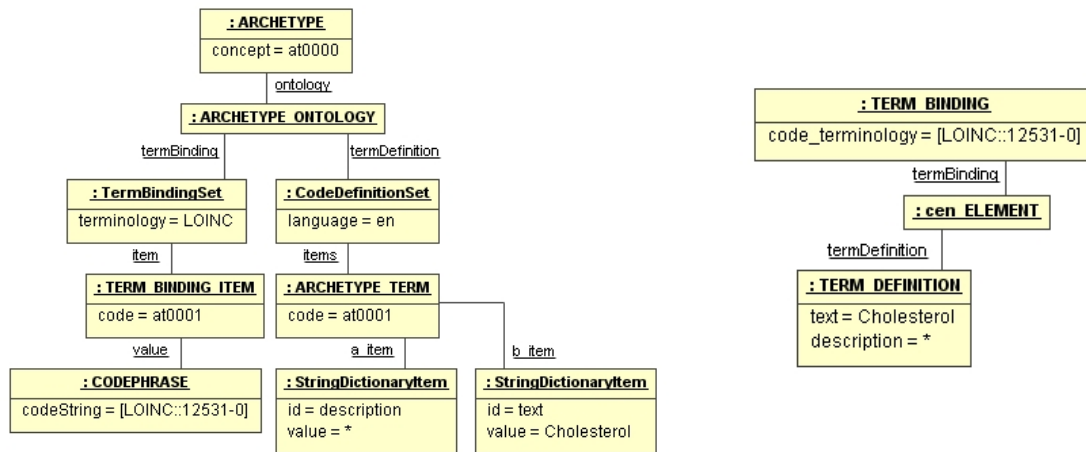 : ARCHETYPE
concept = at0000
ontology
: ARCHETYPE_ONTOLOGY
termBinding
termDefinition
: TermBindingSet
terminology = LOINC
: CodeDefinitionSet
language = en
item
items
: TERM_BINDING_ITEM
code = at0001
: ARCHETYPE_TERM
code = at0001
value
a_item
b_item
: CODEPHRASE
codeString = [LOINC::12531-0]
: StringDictionaryItem
id = description
value = *
: StringDictionaryItem
id = text
value = Cholesterol
: TERM_BINDING
code_terminology = [LOINC::12531-0]
termBinding
: cen_ELEMENT
termDefinition
: TERM_DEFINITION
text = Cholesterol
description = *